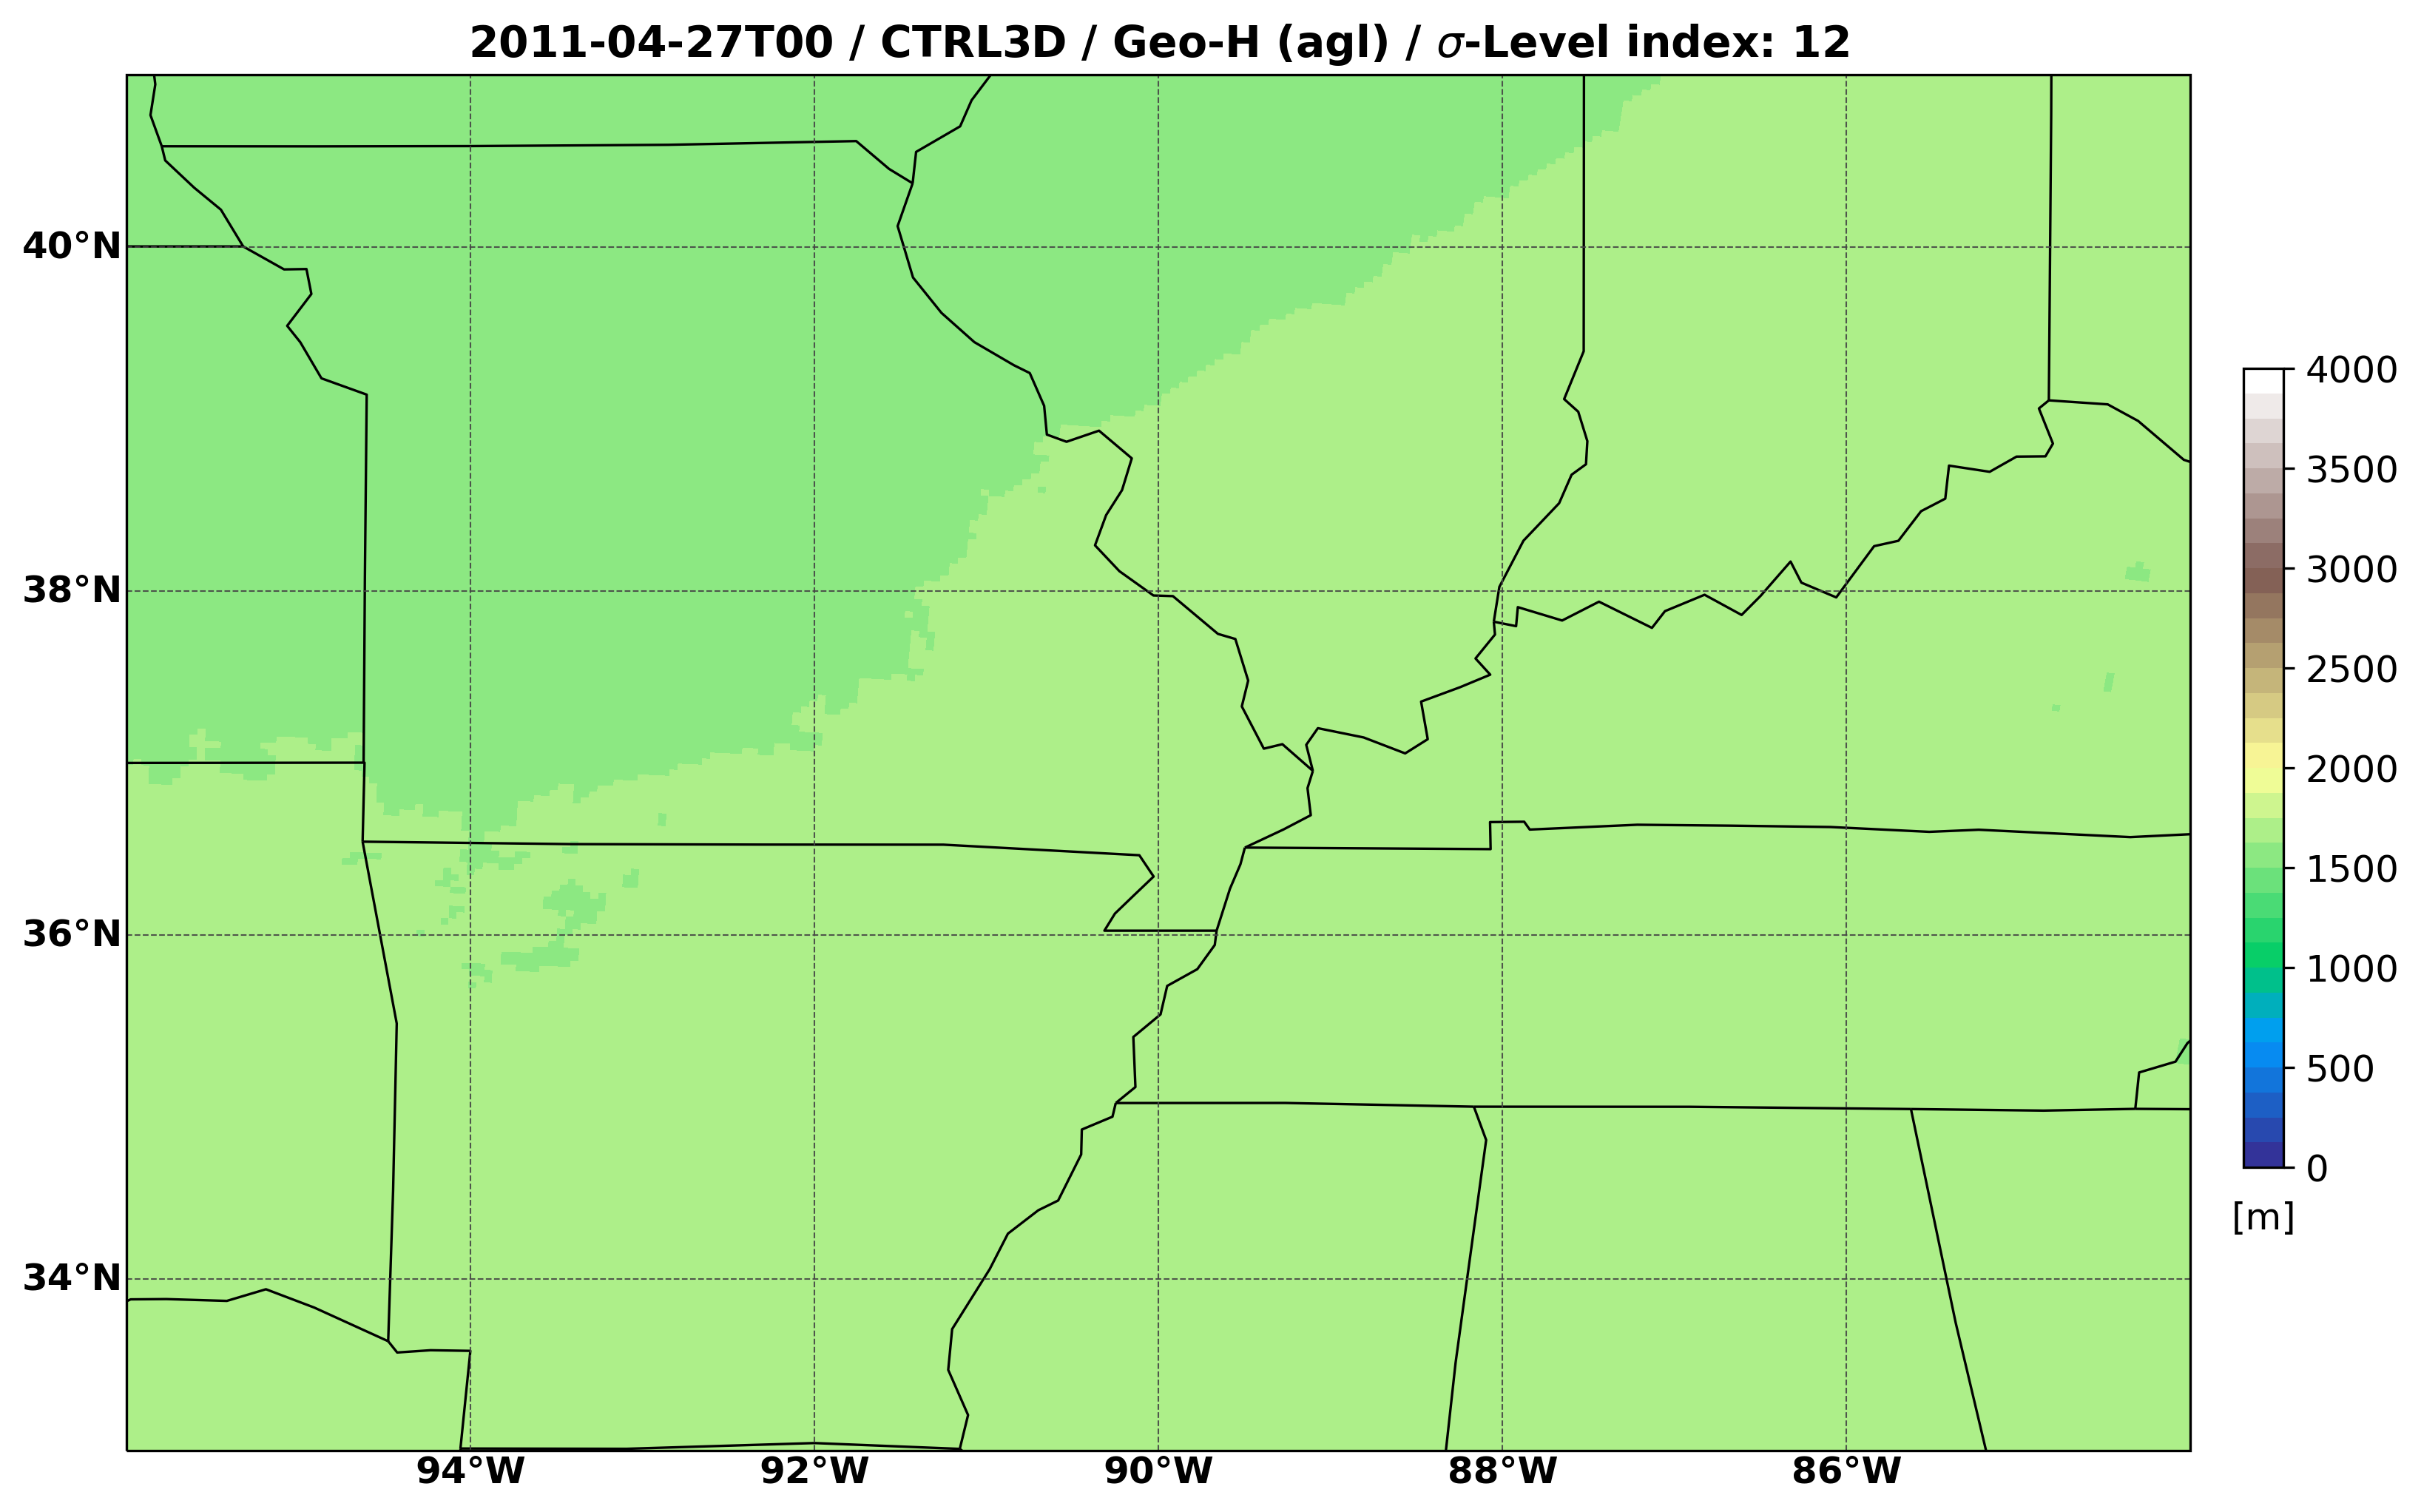 2011-04-27T00 / CTRL3D / Geo-H (agl) / σ-Level index: 12
40°N
38°N
36°N
34°N
94°W 92°W 90°W 88°W 86°W
4000
3500
3000
2500
2000
1500
1000
500
0
[m]